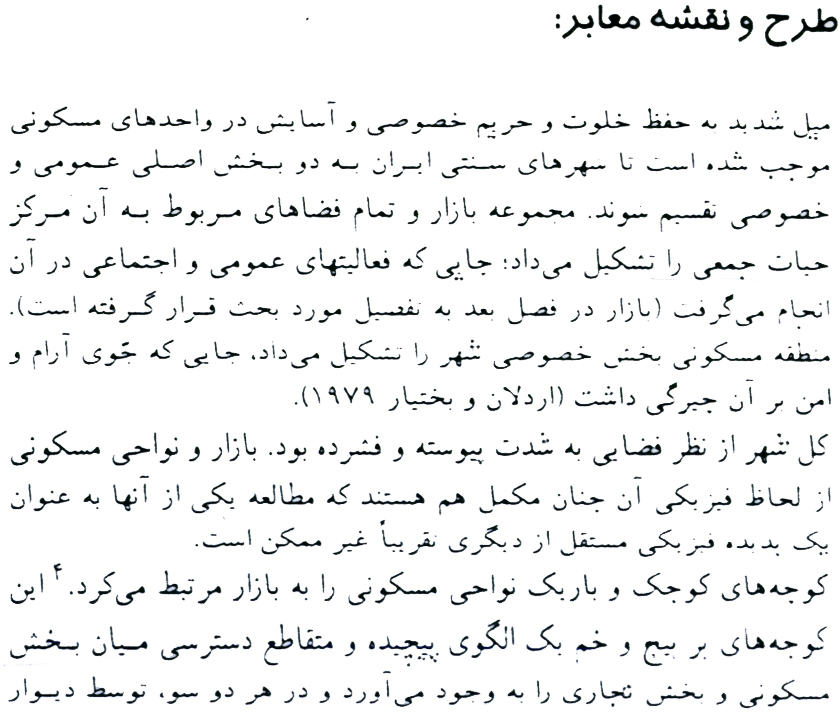 طرح و نقشه معابر:
میل شدید به حفظ خلوت و حریم خصوصی و آسایش در واحدهای مسکونی
موجب شده است تا شهرهای سنتی ایران به دو بخش اصلی عمومی و
خصوصی تقسیم شوند. مجموعه بازار و تمام فضاهای مربوط به آن مرکز
حیات جمعی را تشکیل می‌داد؛ جایی که فعالیتهای عمومی و اجتماعی در آن
انجام می‌گرفت (بازار در فصل بعد به تفصیل مورد بحث قرار گرفته است).
منطقه مسکونی بخش خصوصی شهر را تشکیل می‌داد، جایی که جّوی آرام و
امن بر آن چیرگی داشت (اردلان و بختیار ۱۹۷۹).
کل شهر از نظر فضایی به شدت پیوسته و فشرده بود. بازار و نواحی مسکونی
از لحاظ فیزیکی آن چنان مکمل هم هستند که مطالعه یکی از آنها به عنوان
یک پدیده فیزیکی مستقل از دیگری تقریباً غیر ممکن است.
کوچه‌های کوچک و باریک نواحی مسکونی را به بازار مرتبط می‌کرد.۴ این
کوچه‌های پر پیچ و خم یک الگوی پیچیده و متقاطع دسترسی میان بخش
مسکونی و بخش تجاری را به وجود می‌آورد و در هر دو سو، توسط دیوار